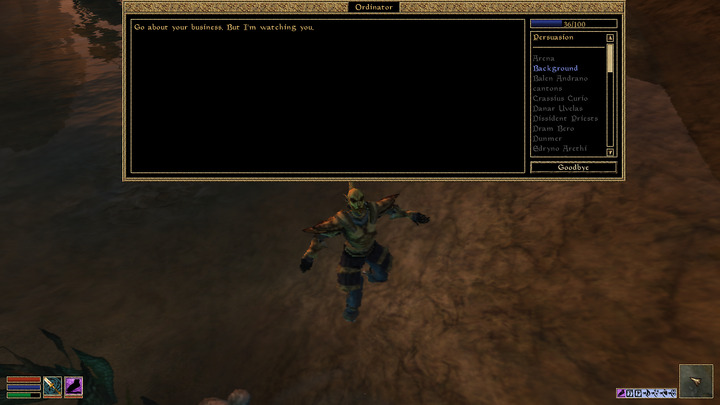 Ordinator
Go about your business. But I'm watching you.
36/100
Persuasion
Arena
Background
Balen Andrano
cantons
Crassius Curio
Danar Uvelas
Dissident Priests
Dram Bero
Dunmer
Edryno Arethi
Goodbye